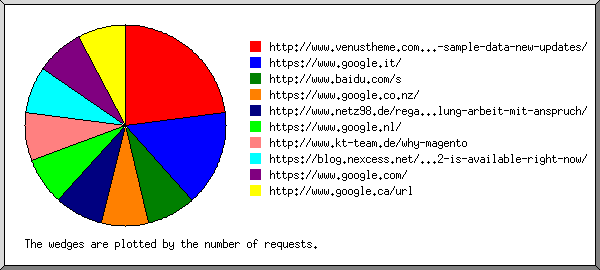 http://www.venustheme.com...-sample-data-new-updates/
https://www.google.it/
http://www.baidu.com/s
https://www.google.co.nz/
http://www.netz98.de/rega...lung-arbeit-mit-anspruch/
https://www.google.nl/
http://www.kt-team.de/why-magento
https://blog.nexcess.net/...2-is-available-right-now/
https://www.google.com/
http://www.google.ca/url
The wedges are plotted by the number of requests.